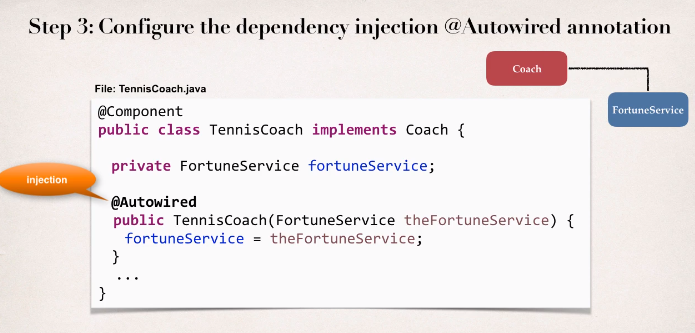 Step 3: Configure the dependency injection @Autowired annotation
Coach
FortuneService
File: TennisCoach.java
@Component
public class TennisCoach implements Coach {
private FortuneService fortuneService;
injection
@Autowired
public TennisCoach(FortuneService theFortuneService) {
fortuneService = theFortuneService;
}
...
}